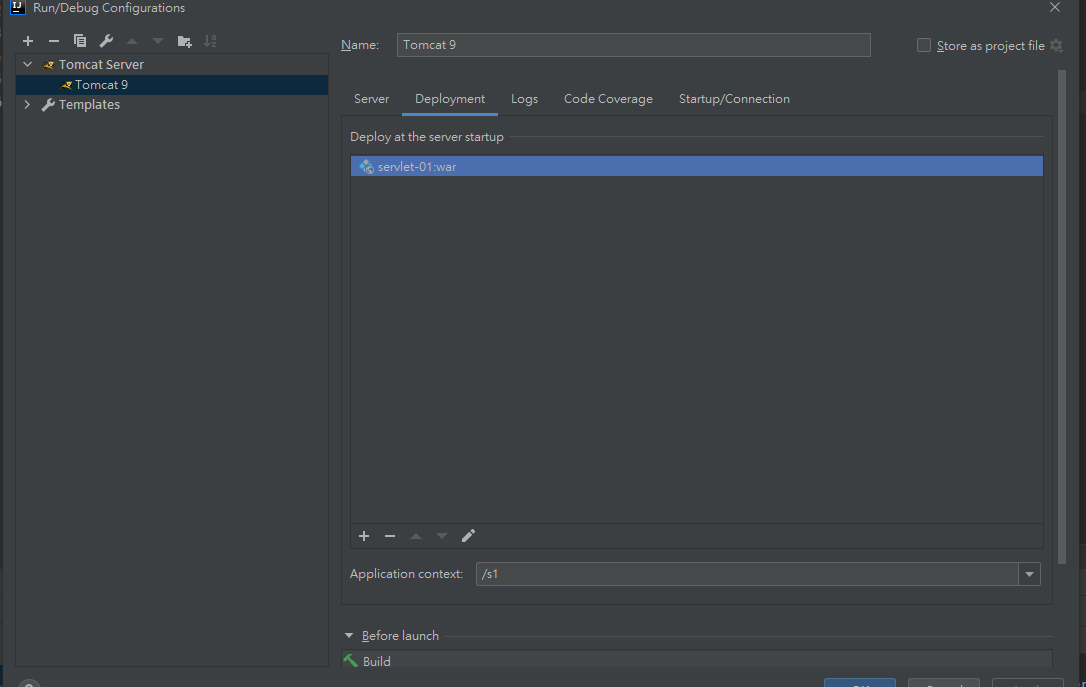 Run/Debug Configurations
Name:
Tomcat 9
Store as project file
Tomcat Server
Tomcat 9
Templates
Server
Deployment
Logs
Code Coverage
Startup/Connection
Deploy at the server startup
servlet-01:war
Application context:
/s1
Before launch
Build